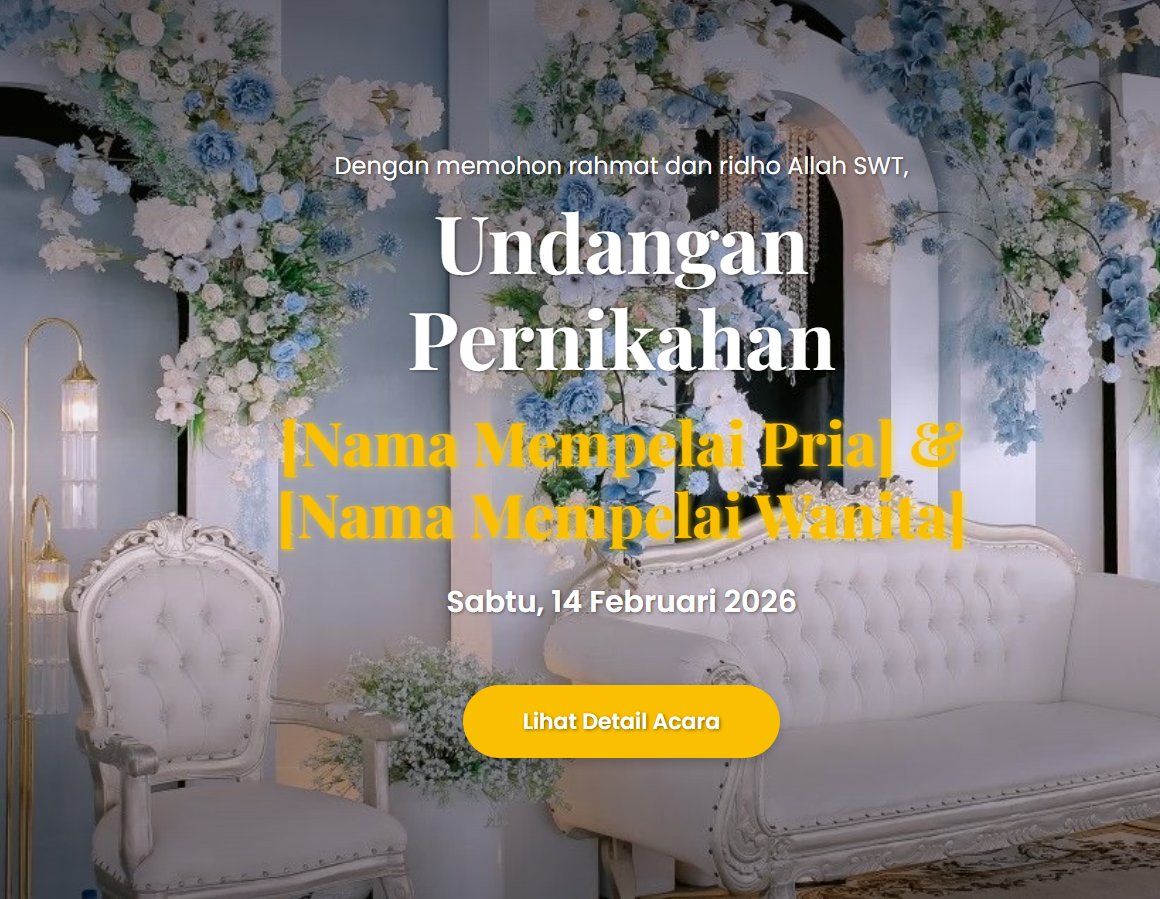 Dengan memohon rahmat dan ridho Allah SWT,
Undangan
Pernikahan
[Nama Mempelai Pria] &
[Nama Mempelai Wanita]
Sabtu, 14 Februari 2026
Lihat Detail Acara